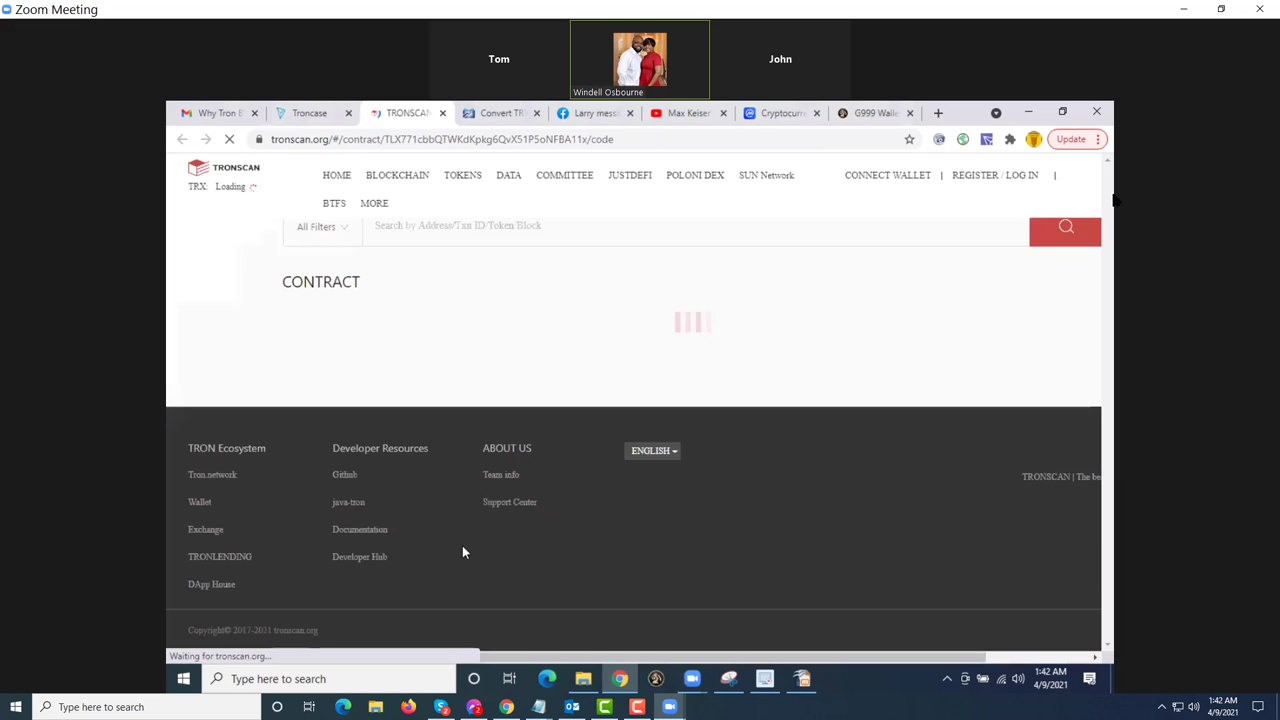 Zoom Meeting
Tom
John
Windell Osbourne
Why Tron B
Troncase
TRONSCAN
Convert TR
Larry messa
Max Keiser
Cryptocurre
G999 Walle
tronscan.org/#/contract/TLX771cbbQTWKdKpkg6QvX51P5oNFBA11x/code
Update
TRONSCAN
TRX: Loading
HOME BLOCKCHAIN TOKENS DATA COMMITTEE JUSTDEFI POLONI DEX SUN Network
CONNECT WALLET | REGISTER / LOG IN |
BTFS MORE
All Filters
Search by Address/Txn ID/Token/Block
CONTRACT
TRON Ecosystem Developer Resources ABOUT US ENGLISH
Tron.network Github Team info TRONSCAN | The be
Wallet java-tron Support Center
Exchange Documentation
TRONLENDING Developer Hub
DApp House
Copyright© 2017-2021 tronscan.org
Waiting for tronscan.org...
Type here to search
1:42 AM
4/9/2021
Type here to search
1:42 AM
4/9/2021